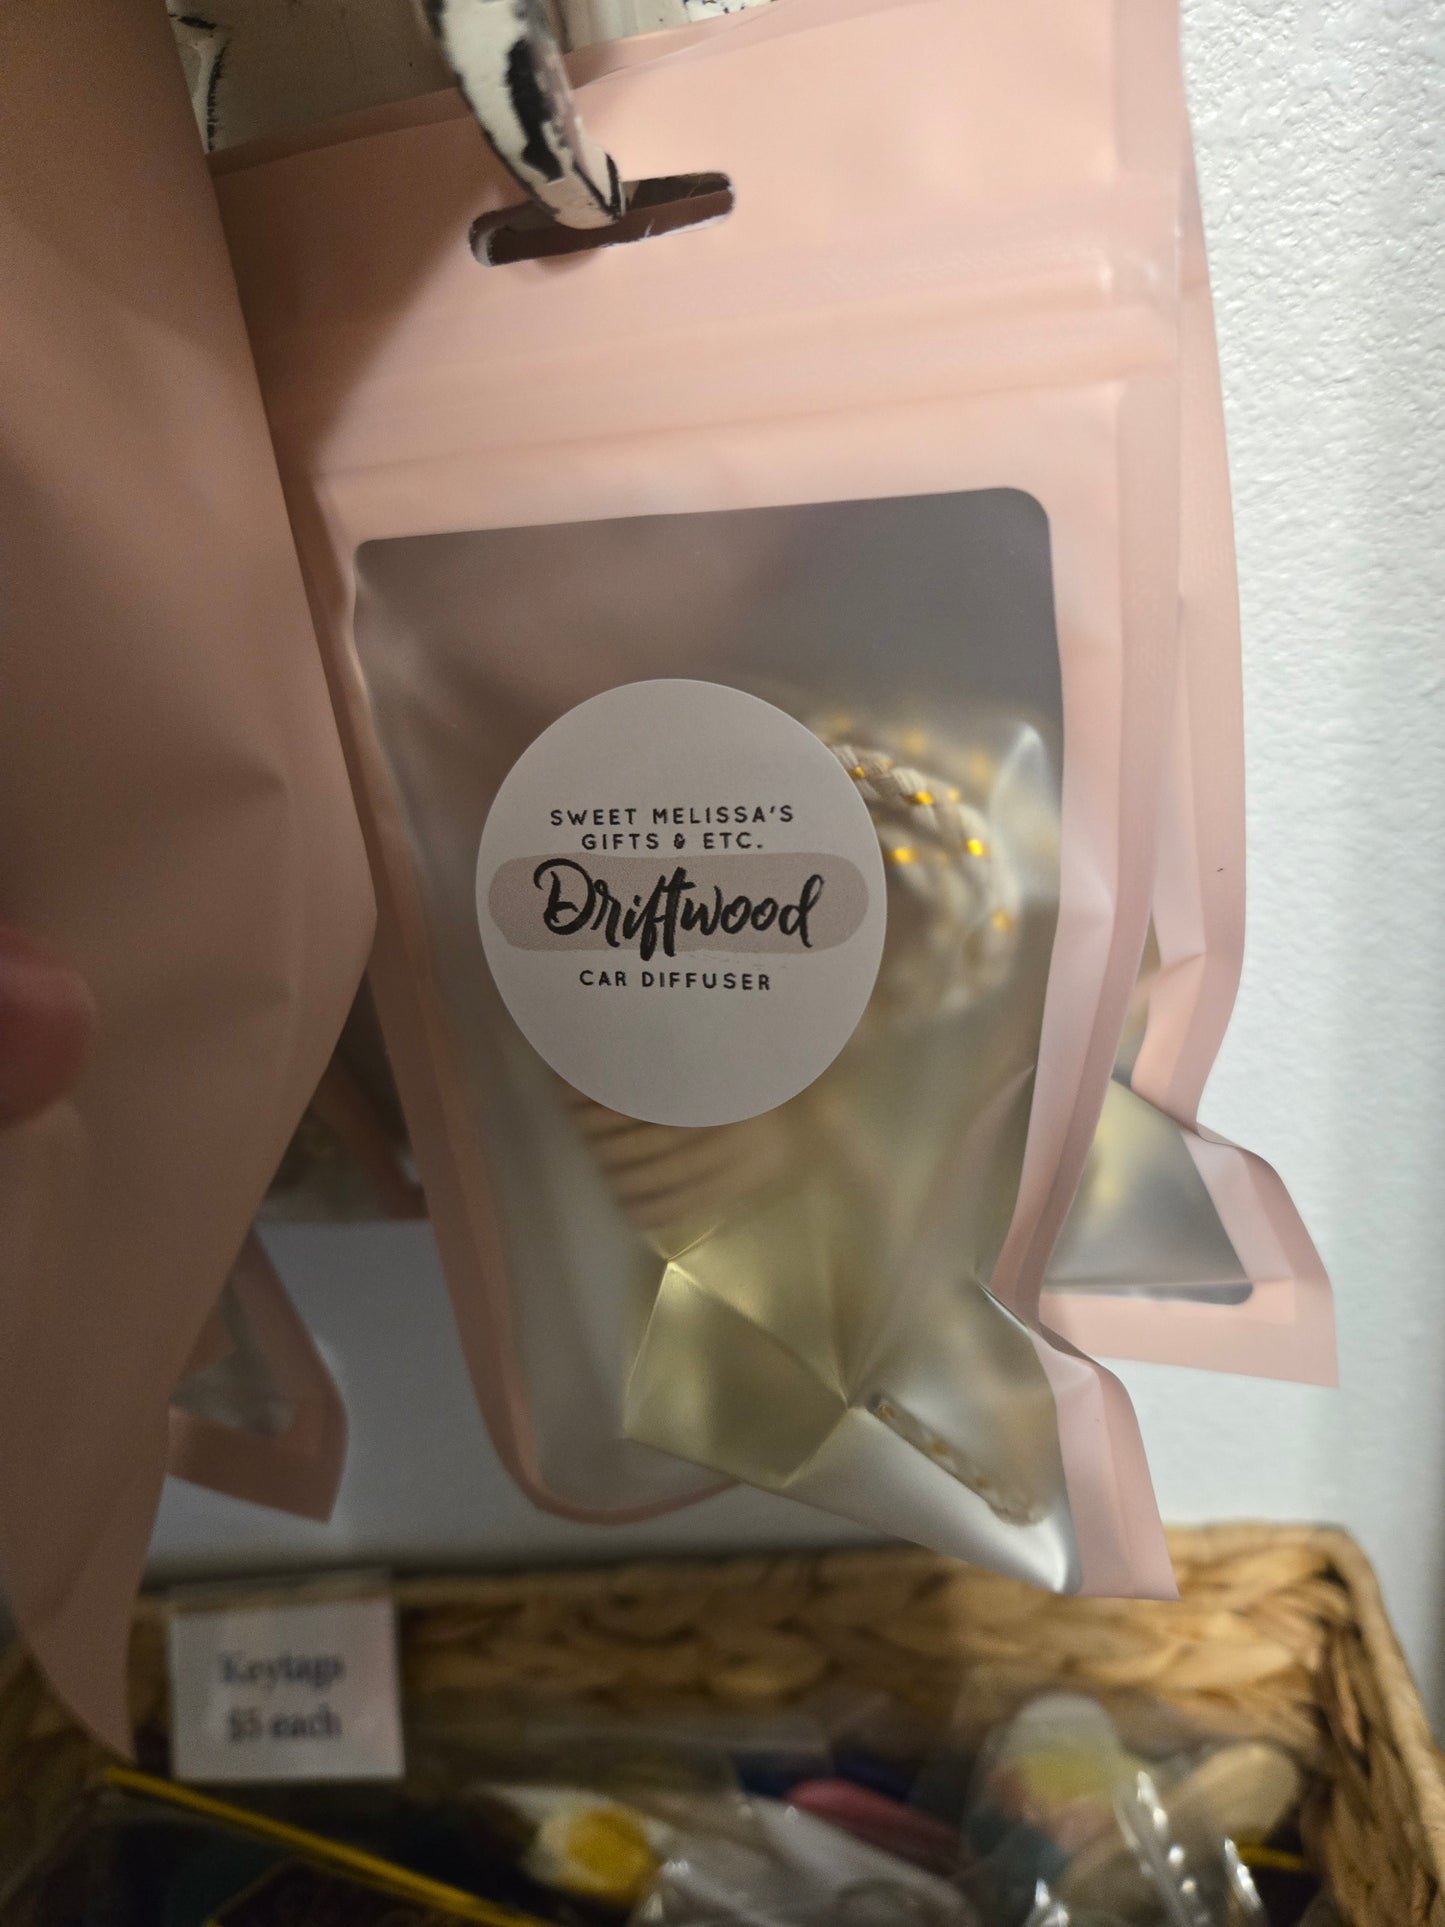 SWEET MELISSA'S
GIFTS & ETC.
Driftwood
CAR DIFFUSER
Keytags
$5 each